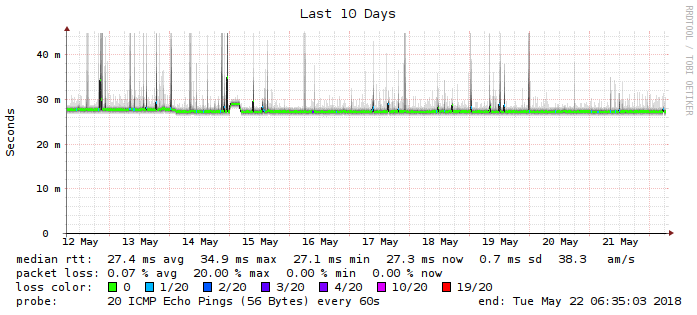 Last 10 Days
RRDTOOL / TOBI OETIKER
Seconds
40 m
30 m
20 m
10 m
0
12 May 13 May 14 May 15 May 16 May 17 May 18 May 19 May 20 May 21 May
median rtt: 27.4 ms avg 34.9 ms max 27.1 ms min 27.3 ms now 0.7 ms sd 38.3 am/s
packet loss: 0.07 % avg 20.00 % max 0.00 % min 0.00 % now
loss color: 0 1/20 2/20 3/20 4/20 10/20 19/20
probe: 20 ICMP Echo Pings (56 Bytes) every 60s end: Tue May 22 06:35:03 2018